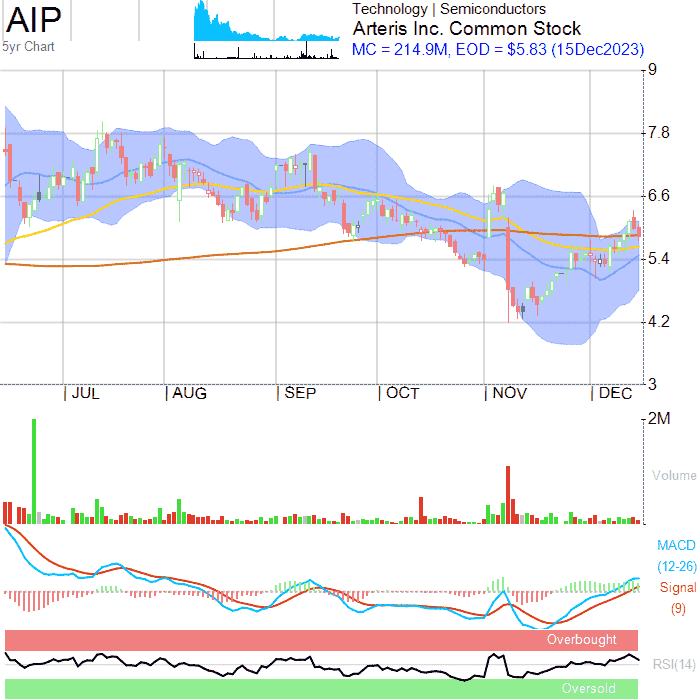 AIP
5yr Chart
Technology | Semiconductors
Arteris Inc. Common Stock
MC = 214.9M, EOD = $5.83 (15Dec2023)
9
7.8
6.6
5.4
4.2
3
JUL
AUG
SEP
OCT
NOV
DEC
2M
Volume
MACD
(12-26)
Signal
(9)
Overbought
RSI(14)
Oversold